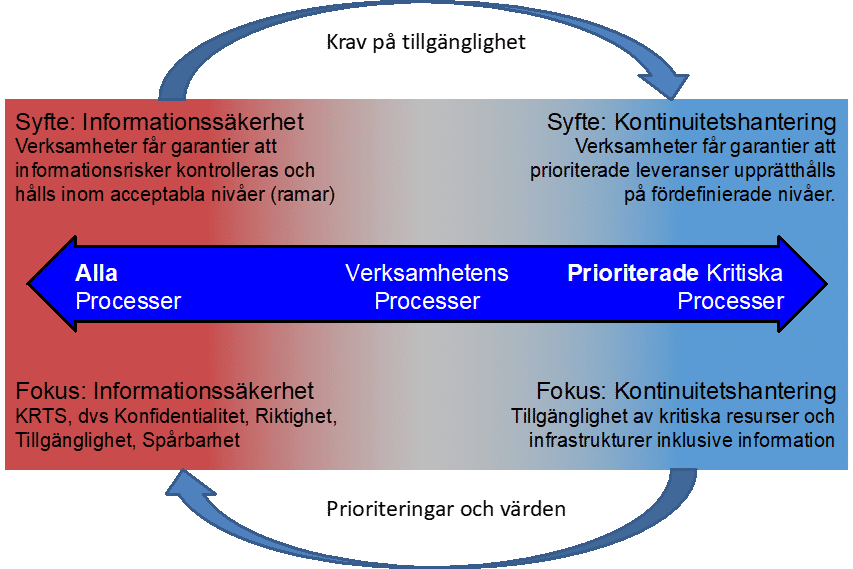 Krav på tillgänglighet
Syfte: Informationssäkerhet
Verksamheter får garantier att
informationsrisker kontrolleras och
hålls inom acceptabla nivåer (ramar)
Syfte: Kontinuitetshantering
Verksamheter får garantier att
prioriterade leveranser upprätthålls
på fördefinierade nivåer.
Alla
Processer
Verksamhetens
Processer
Prioriterade Kritiska
Processer
Fokus: Informationssäkerhet
KRTS, dvs Konfidentialitet, Riktighet,
Tillgänglighet, Spårbarhet
Fokus: Kontinuitetshantering
Tillgänglighet av kritiska resurser och
infrastrukturer inklusive information
Prioriteringar och värden